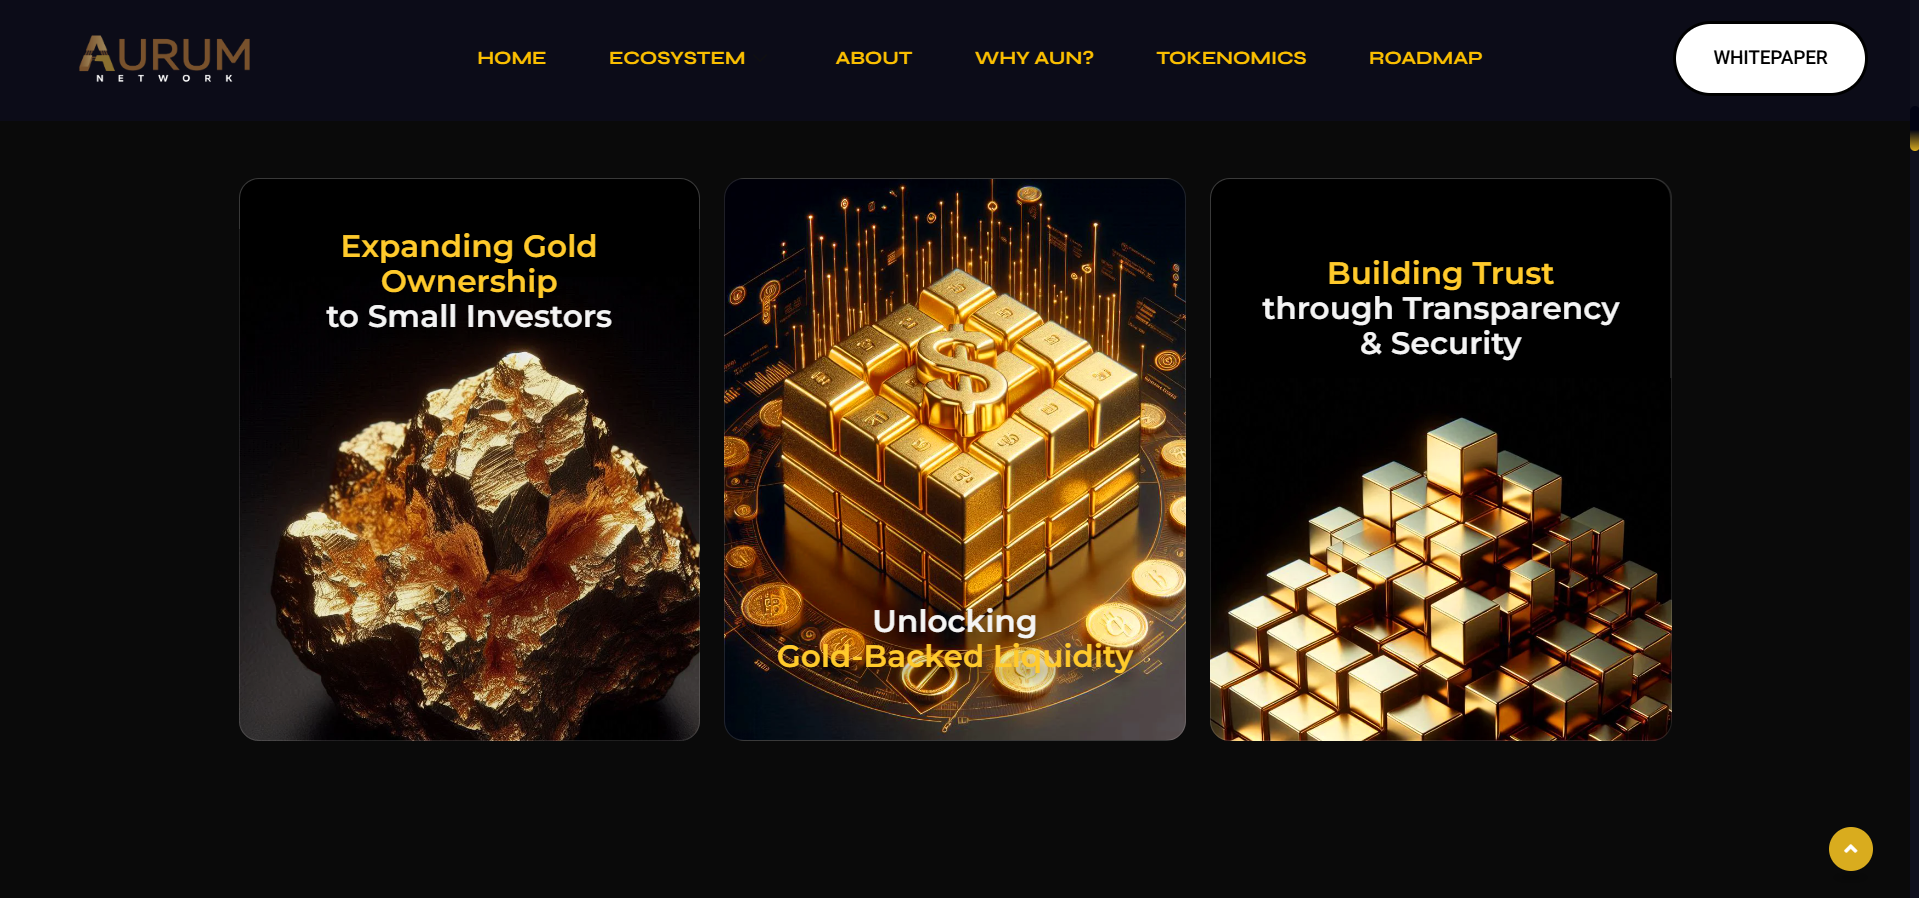 AURUM
NETWORK
HOME
ECOSYSTEM
ABOUT
WHY AUN?
TOKENOMICS
ROADMAP
WHITEPAPER
Expanding Gold
Ownership
to Small Investors
Unlocking
Gold-Backed Liquidity
Building Trust
through Transparency
& Security